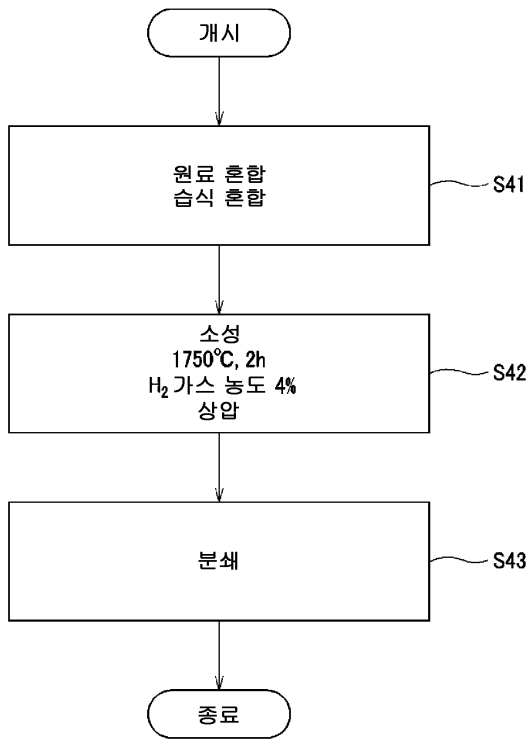 개시
원료 혼합
습식 혼합
S41
소성
1750℃, 2h
H₂ 가스 농도 4%
상압
S42
분쇄
S43
종료